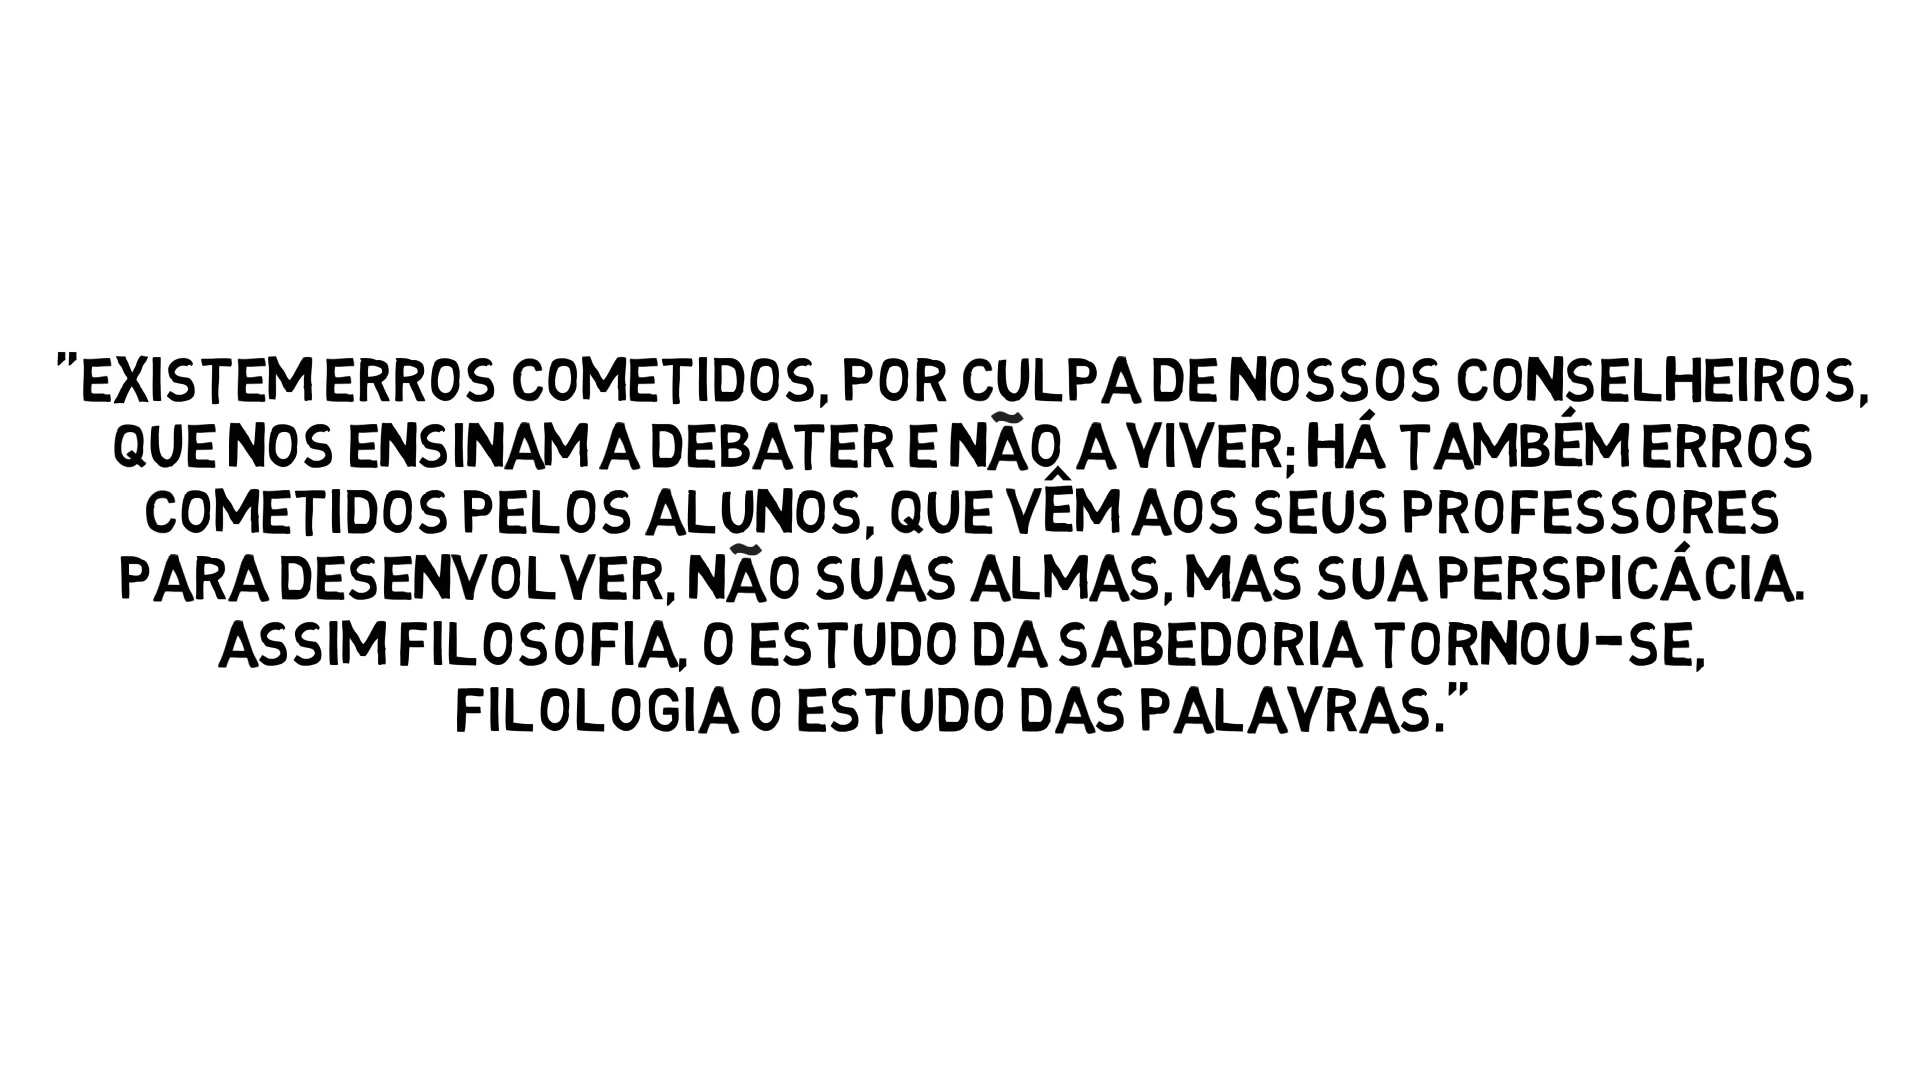 "EXISTEM ERROS COMETIDOS, POR CULPA DE NOSSOS CONSELHEIROS,
QUE NOS ENSINAM A DEBATER E NÃO A VIVER; HÁ TAMBÉM ERROS
COMETIDOS PELOS ALUNOS, QUE VÊM AOS SEUS PROFESSORES
PARA DESENVOLVER, NÃO SUAS ALMAS, MAS SUA PERSPICÁCIA.
ASSIM FILOSOFIA, O ESTUDO DA SABEDORIA TORNOU-SE,
FILOLOGIA O ESTUDO DAS PALAVRAS."